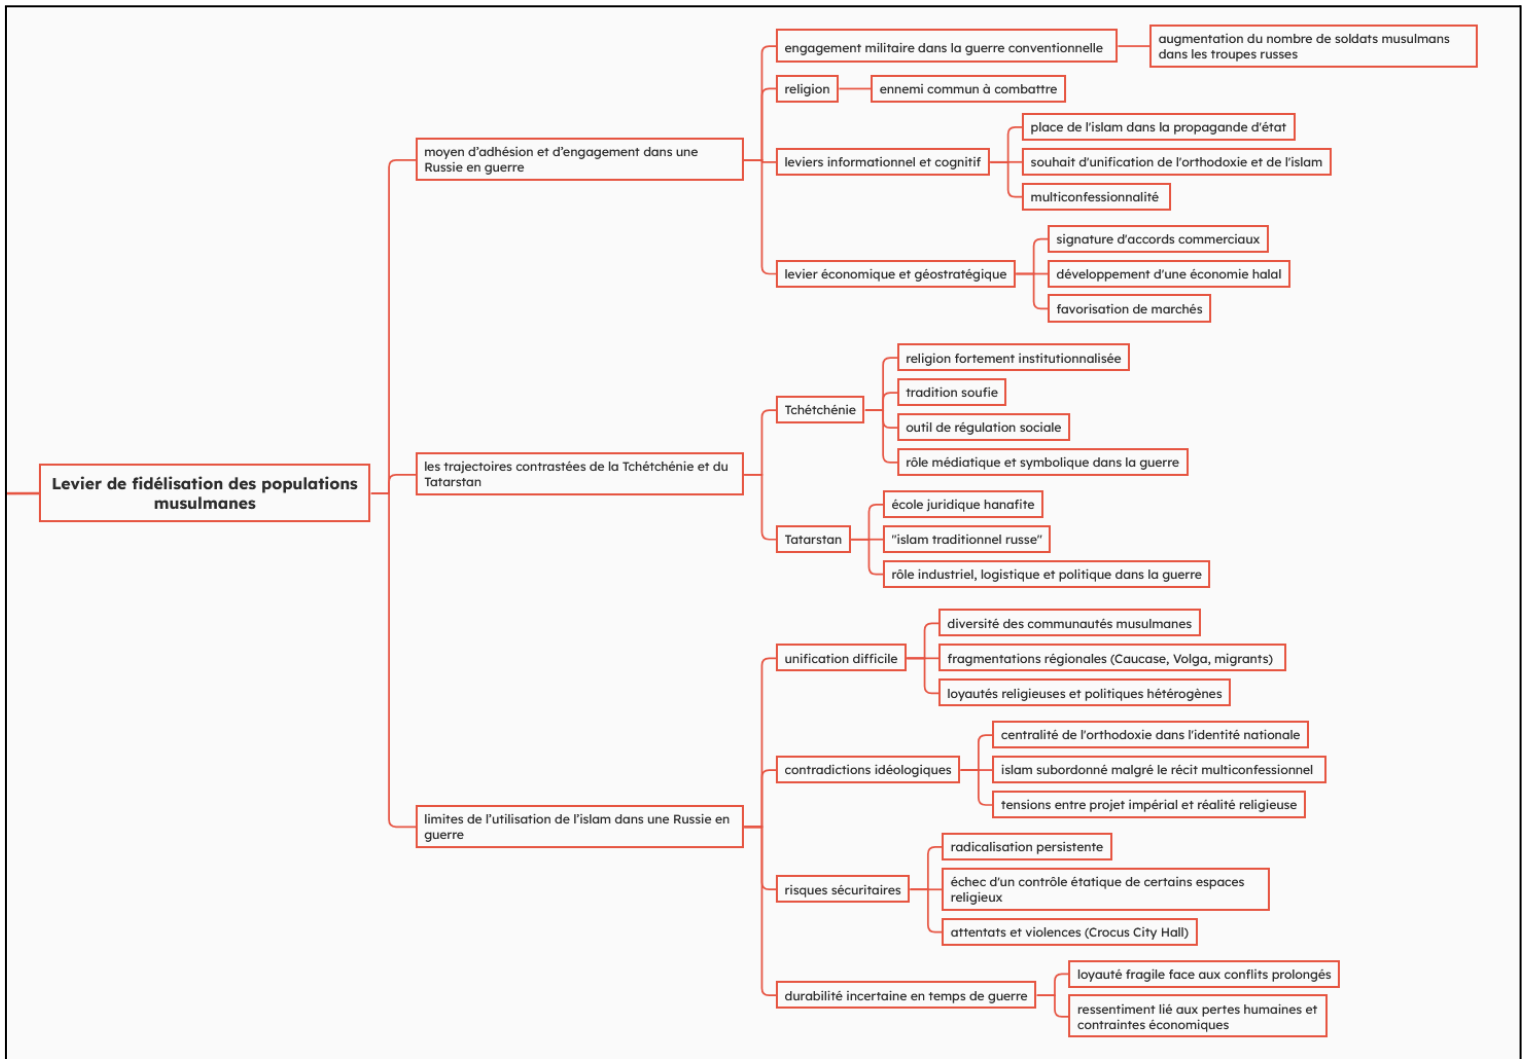 Levier de fidélisation des populations
musulmanes
moyen d'adhésion et d'engagement dans une
Russie en guerre
engagement militaire dans la guerre conventionnelle
augmentation du nombre de soldats musulmans
dans les troupes russes
religion
ennemi commun à combattre
leviers informationnel et cognitif
place de l'islam dans la propagande d'état
souhait d'unification de l'orthodoxie et de l'islam
multiconfessionnalité
levier économique et géostratégique
signature d'accords commerciaux
développement d'une économie halal
favorisation de marchés
les trajectoires contrastées de la Tchétchénie et du
Tatarstan
Tchétchénie
religion fortement institutionnalisée
tradition soufie
outil de régulation sociale
rôle médiatique et symbolique dans la guerre
Tatarstan
école juridique hanafite
"islam traditionnel russe"
rôle industriel, logistique et politique dans la guerre
limites de l'utilisation de l'islam dans une Russie en
guerre
unification difficile
diversité des communautés musulmanes
fragmentations régionales (Caucase, Volga, migrants)
loyautés religieuses et politiques hétérogènes
contradictions idéologiques
centralité de l'orthodoxie dans l'identité nationale
islam subordonné malgré le récit multiconfessionnel
tensions entre projet impérial et réalité religieuse
risques sécuritaires
radicalisation persistente
échec d'un contrôle étatique de certains espaces
religieux
attentats et violences (Crocus City Hall)
durabilité incertaine en temps de guerre
loyauté fragile face aux conflits prolongés
ressentiment lié aux pertes humaines et
contraintes économiques